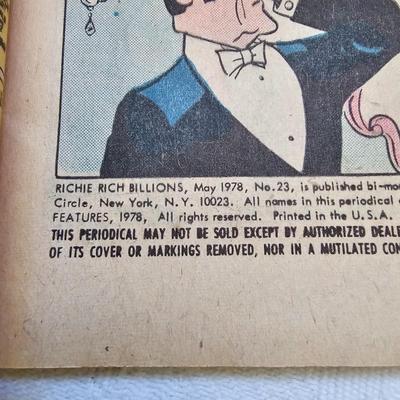 RICHIE RICH BILLIONS, May 1978, No. 23, is published bi-mo
Circle, New York, N. Y. 10023. All names in this periodical
FEATURES, 1978, All rights reserved. Printed in the U. S. A.
THIS PERIODICAL MAY NOT BE SOLD EXCEPT BY AUTHORIZED DEALE
OF ITS COVER OR MARKINGS REMOVED, NOR IN A MUTILATED CON